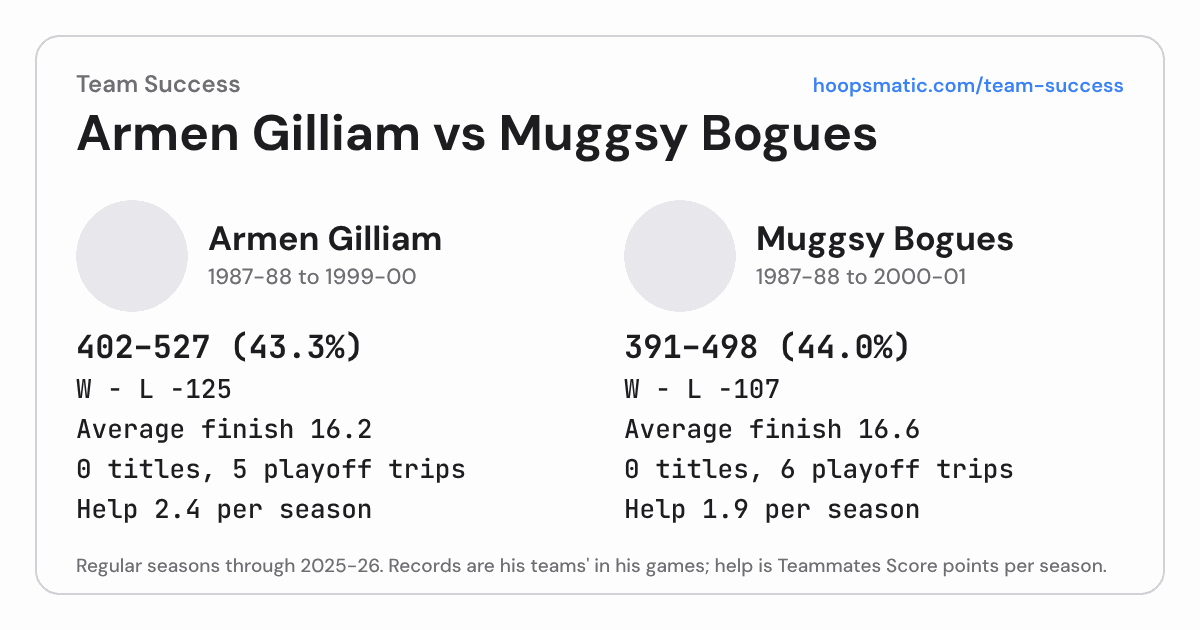 Team Success
hoopsmatic.com/team-success
Armen Gilliam vs Muggsy Bogues
Armen Gilliam
1987-88 to 1999-00
402-527 (43.3%)
W - L -125
Average finish 16.2
0 titles, 5 playoff trips
Help 2.4 per season
Muggsy Bogues
1987-88 to 2000-01
391-498 (44.0%)
W - L -107
Average finish 16.6
0 titles, 6 playoff trips
Help 1.9 per season
Regular seasons through 2025-26. Records are his teams' in his games; help is Teammates Score points per season.